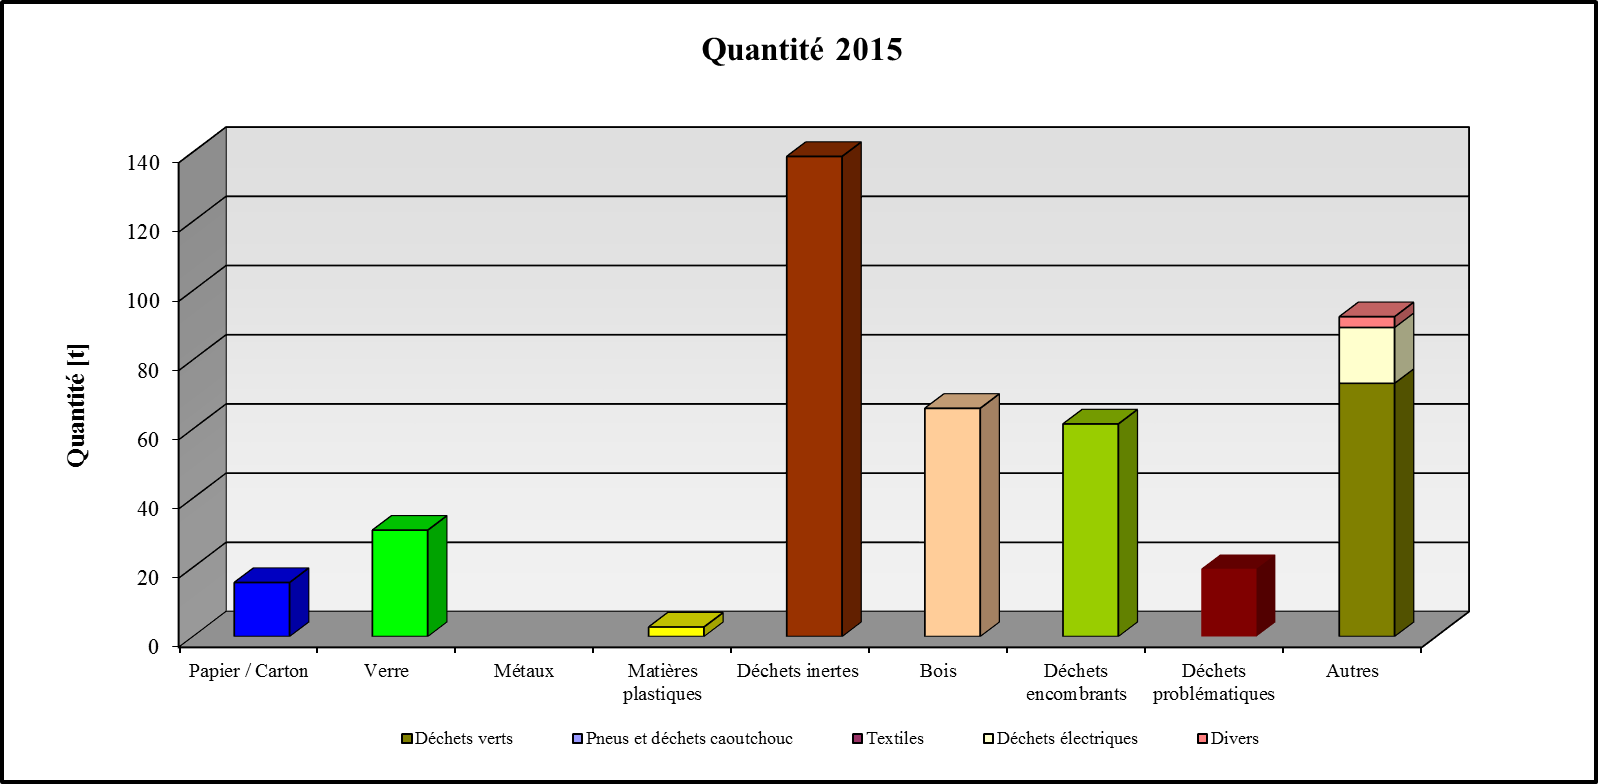 Quantité 2015
Quantité [t]
140
120
100
80
60
40
20
0
Papier / Carton
Verre
Métaux
Matières
plastiques
Déchets inertes
Bois
Déchets
encombrants
Déchets
problématiques
Autres
Déchets verts
Pneus et déchets caoutchouc
Textiles
Déchets électriques
Divers